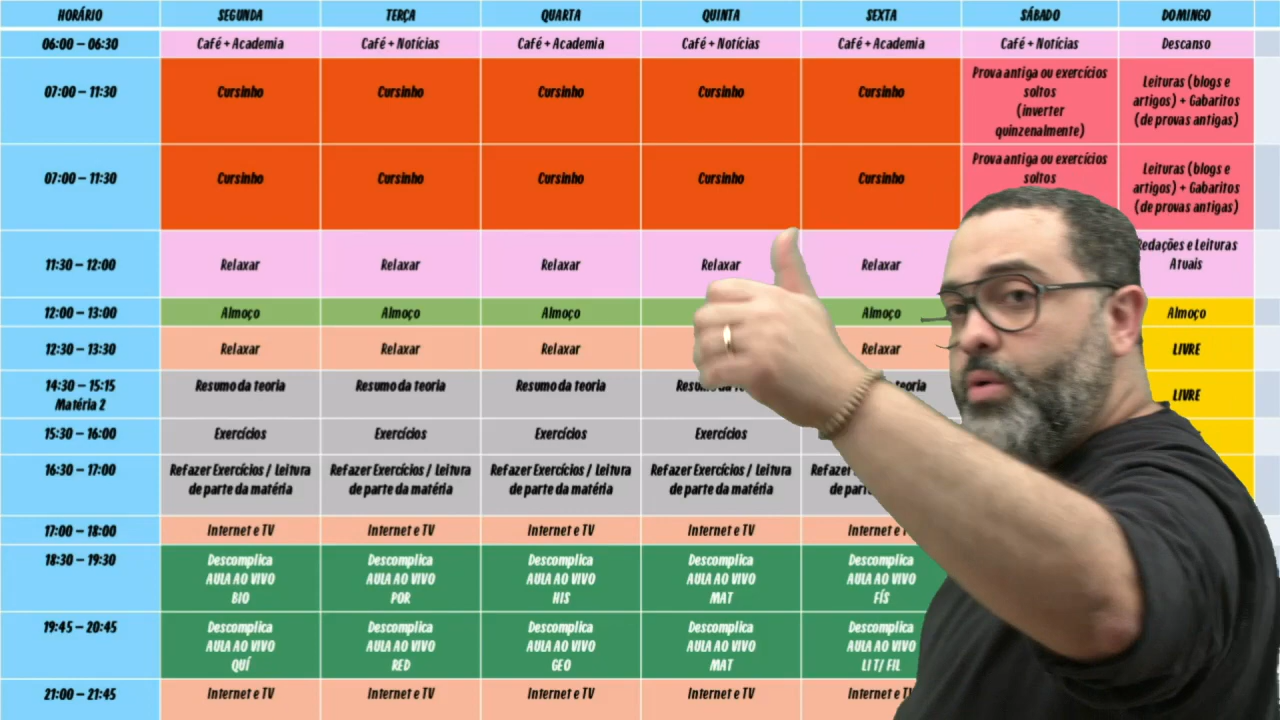 HORÁRIO SEGUNDA TERÇA QUARTA QUINTA SEXTA SÁBADO DOMINGO
06:00 – 06:30 Café + Academia Café + Notícias Café + Academia Café + Notícias Café + Academia Café + Notícias Descanso
07:00 – 11:30 Cursinho Cursinho Cursinho Cursinho Cursinho
Prova antiga ou exercícios
soltos
(inverter
quinzenalmente)
Leituras (blogs e
artigos) + Gabaritos
(de provas antigas)
07:00 – 11:30 Cursinho Cursinho Cursinho Cursinho Cursinho
Prova antiga ou exercícios
soltos
Leituras (blogs e
artigos) + Gabaritos
(de provas antigas)
11:30 – 12:00 Relaxar Relaxar Relaxar Relaxar Relaxar
e Leituras
Atuais
12:00 – 13:00 Almoço Almoço Almoço Almoço Almoço
12:30 – 13:30 Relaxar Relaxar Relaxar Relaxar LIVRE
14:30 – 15:15
Matéria 2
Resumo da teoria Resumo da teoria Resumo da teoria teoria LIVRE
15:30 – 16:00 Exercícios Exercícios Exercícios Exercícios
16:30 – 17:00
Refazer Exercícios / Leitura
de parte da matéria
Refazer Exercícios / Leitura
de parte da matéria
Refazer Exercícios / Leitura
de parte da matéria
Refazer Exercícios / Leitura
de parte da matéria
Refazer
de parte
17:00 – 18:00 Internet e TV Internet e TV Internet e TV Internet e TV Internet e
18:30 – 19:30
Descomplica
AULA AO VIVO
BIO
Descomplica
AULA AO VIVO
POR
Descomplica
AULA AO VIVO
HIS
Descomplica
AULA AO VIVO
MAT
Descomplica
AULA AO VIVO
FÍS
19:45 – 20:45
Descomplica
AULA AO VIVO
QUÍ
Descomplica
AULA AO VIVO
RED
Descomplica
AULA AO VIVO
GEO
Descomplica
AULA AO VIVO
MAT
Descomplica
AULA AO VIVO
LIT/ FIL
21:00 – 21:45 Internet e TV Internet e TV Internet e TV Internet e TV Internet e